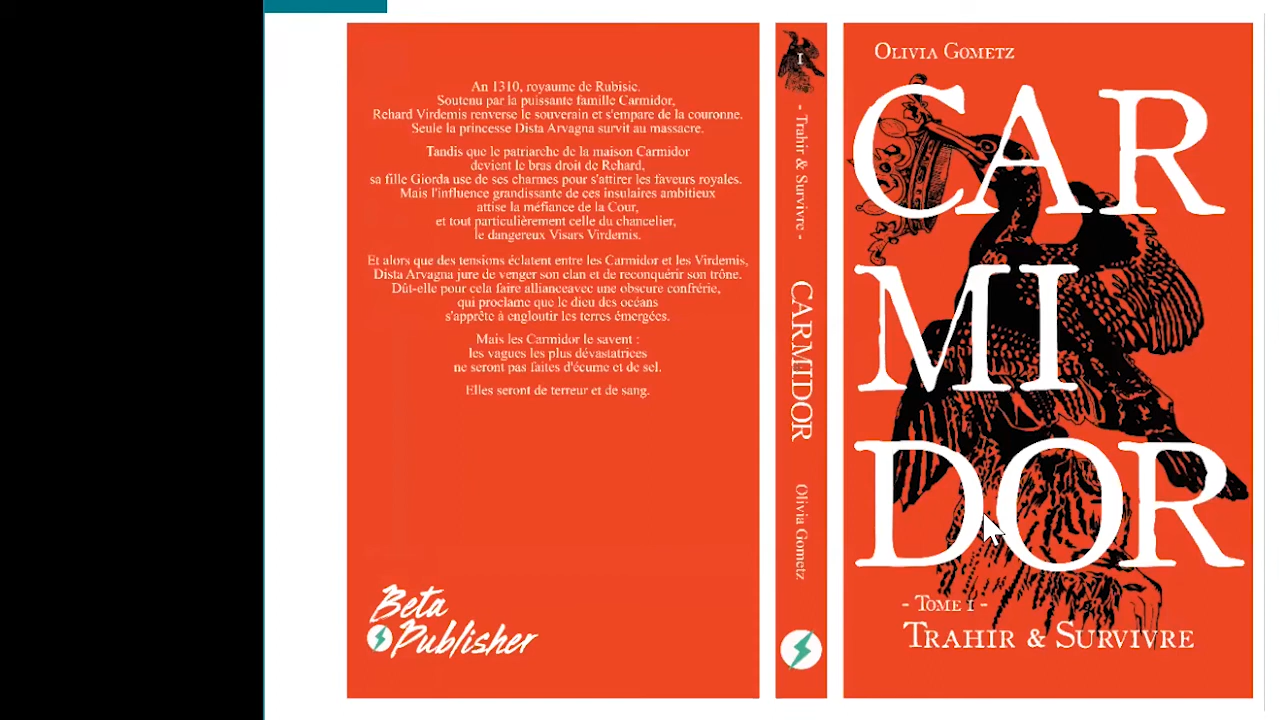 An 1310, royaume de Rubisic.
Soutenu par la puissante famille Carmidor,
Rehard Virdemis renverse le souverain et s'empare de la couronne.
Seule la princesse Dista Arvagna survit au massacre.
Tandis que le patriarche de la maison Carmidor
devient le bras droit de Rehard,
sa fille Giorda use de ses charmes pour s'attirer les faveurs royales.
Mais l'influence grandissante de ces insulaires ambitieux
attise la méfiance de la Cour,
et tout particulièrement celle du chancelier,
le dangereux Visars Virdemis.
Et alors que des tensions éclatent entre les Carmidor et les Virdemis,
Dista Arvagna jure de venger son clan et de reconquérir son trône.
Dût-elle pour cela faire allianceavec une obscure confrérie,
qui proclame que le dieu des océans
s'apprête à engloutir les terres émergées.
Mais les Carmidor le savent :
les vagues les plus dévastatrices
ne seront pas faites d'écume et de sel.
Elles seront de terreur et de sang.
Beta
Publisher
I
- Trahir & Survivre -
CARMIDOR
Olivia Gometz
Olivia Gometz
CAR
MI
DOR
- Tome 1 -
Trahir & Survivre